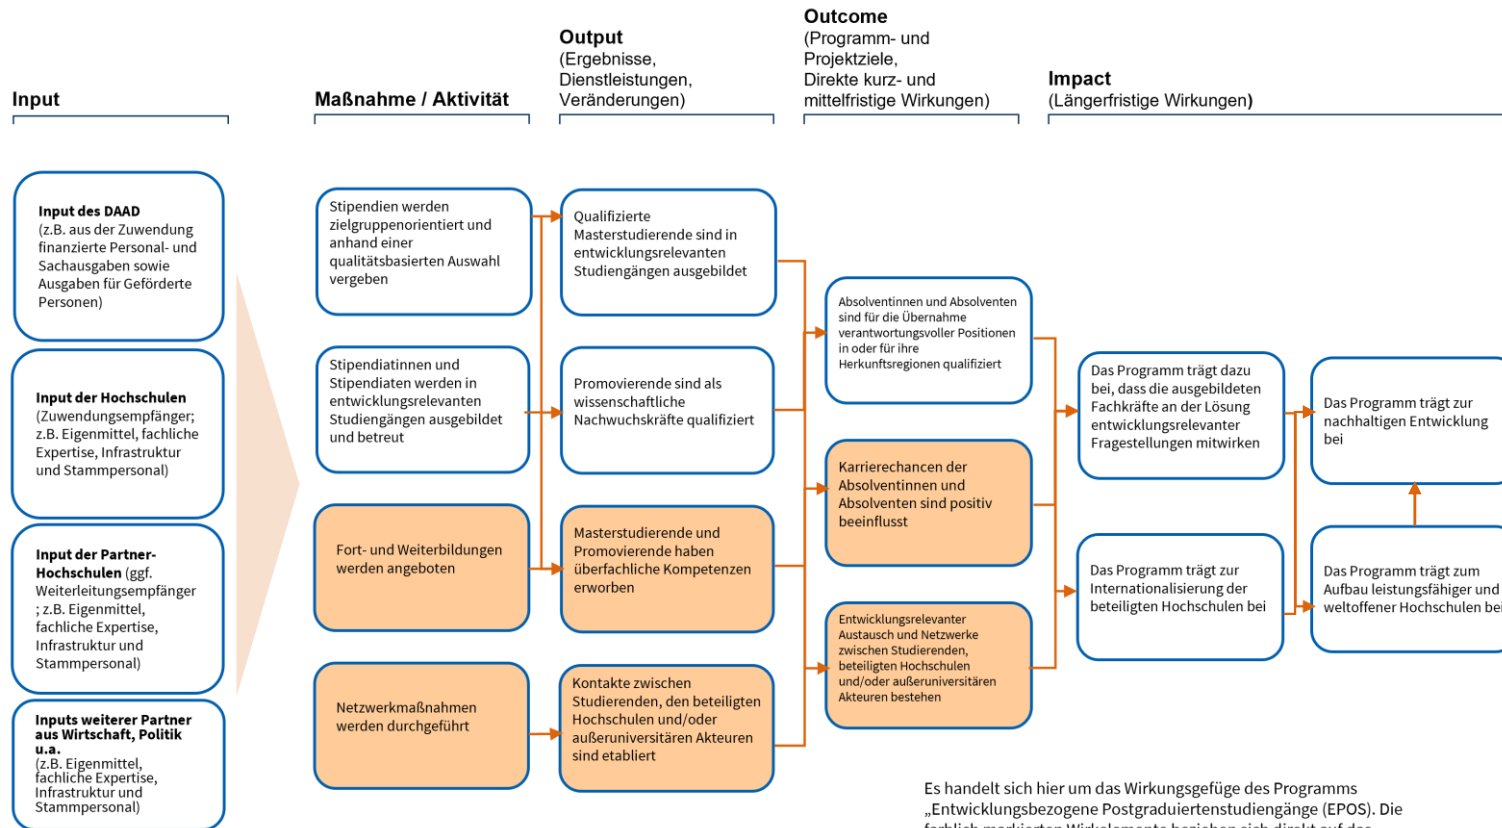 Input
Maßnahme / Aktivität
Output
(Ergebnisse,
Dienstleistungen,
Veränderungen)
Outcome
(Programm- und
Projektziele,
Direkte kurz- und
mittelfristige Wirkungen)
Impact
(Längerfristige Wirkungen)
Input des DAAD
(z.B. aus der Zuwendung
finanzierte Personal- und
Sachausgaben sowie
Ausgaben für Geförderte
Personen)
Input der Hochschulen
(Zuwendungsempfänger;
z.B. Eigenmittel, fachliche
Expertise, Infrastruktur
und Stammpersonal)
Input der Partner-
Hochschulen (ggf.
Weiterleitungsempfänger
; z.B. Eigenmittel,
fachliche Expertise,
Infrastruktur und
Stammpersonal)
Inputs weiterer Partner
aus Wirtschaft, Politik
u.a.
(z.B. Eigenmittel,
fachliche Expertise,
Infrastruktur und
Stammpersonal)
Stipendien werden
zielgruppenorientiert und
anhand einer
qualitätsbasierten Auswahl
vergeben
Stipendiatinnen und
Stipendiaten werden in
entwicklungsrelevanten
Studiengängen ausgebildet
und betreut
Fort- und Weiterbildungen
werden angeboten
Netzwerkmaßnahmen
werden durchgeführt
Qualifizierte
Masterstudierende sind in
entwicklungsrelevanten
Studiengängen ausgebildet
Promovierende sind als
wissenschaftliche
Nachwuchskräfte qualifiziert
Masterstudierende und
Promovierende haben
überfachliche Kompetenzen
erworben
Kontakte zwischen
Studierenden, den beteiligten
Hochschulen und/oder
außeruniversitären Akteuren
sind etabliert
Absolventinnen und Absolventen
sind für die Übernahme
verantwortungsvoller Positionen
in oder für ihre
Herkunftsregionen qualifiziert
Karrierechancen der
Absolventinnen und
Absolventen sind positiv
beeinflusst
Entwicklungsrelevanter
Austausch und Netzwerke
zwischen Studierenden,
beteiligten Hochschulen
und/oder außeruniversitären
Akteuren bestehen
Das Programm trägt dazu
bei, dass die ausgebildeten
Fachkräfte an der Lösung
entwicklungsrelevanter
Fragestellungen mitwirken
Das Programm trägt zur
Internationalisierung der
beteiligten Hochschulen bei
Das Programm trägt zur
nachhaltigen Entwicklung
bei
Das Programm trägt zum
Aufbau leistungsfähiger und
weltoffener Hochschulen bei
Es handelt sich hier um das Wirkungsgefüge des Programms
„Entwicklungsbezogene Postgraduiertenstudiengänge (EPOS). Die
farblich markierten Wirkelemente beziehen sich direkt auf das